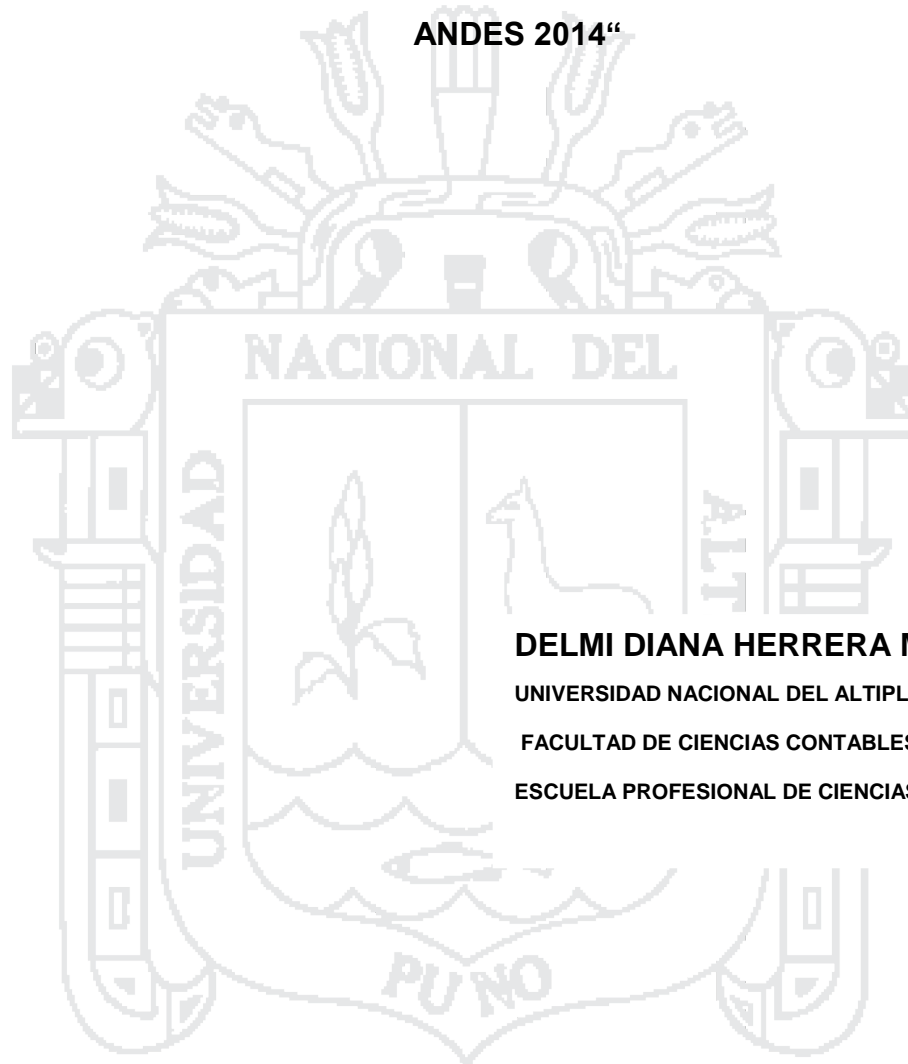 ANDES 2014“
NACIONAL DEL
UNIVERSIDAD
ALT
DELMI DIANA HERRERA
UNIVERSIDAD NACIONAL DEL ALTIPL
FACULTAD DE CIENCIAS CONTABLES
ESCUELA PROFESIONAL DE CIENCIAS
PUNO